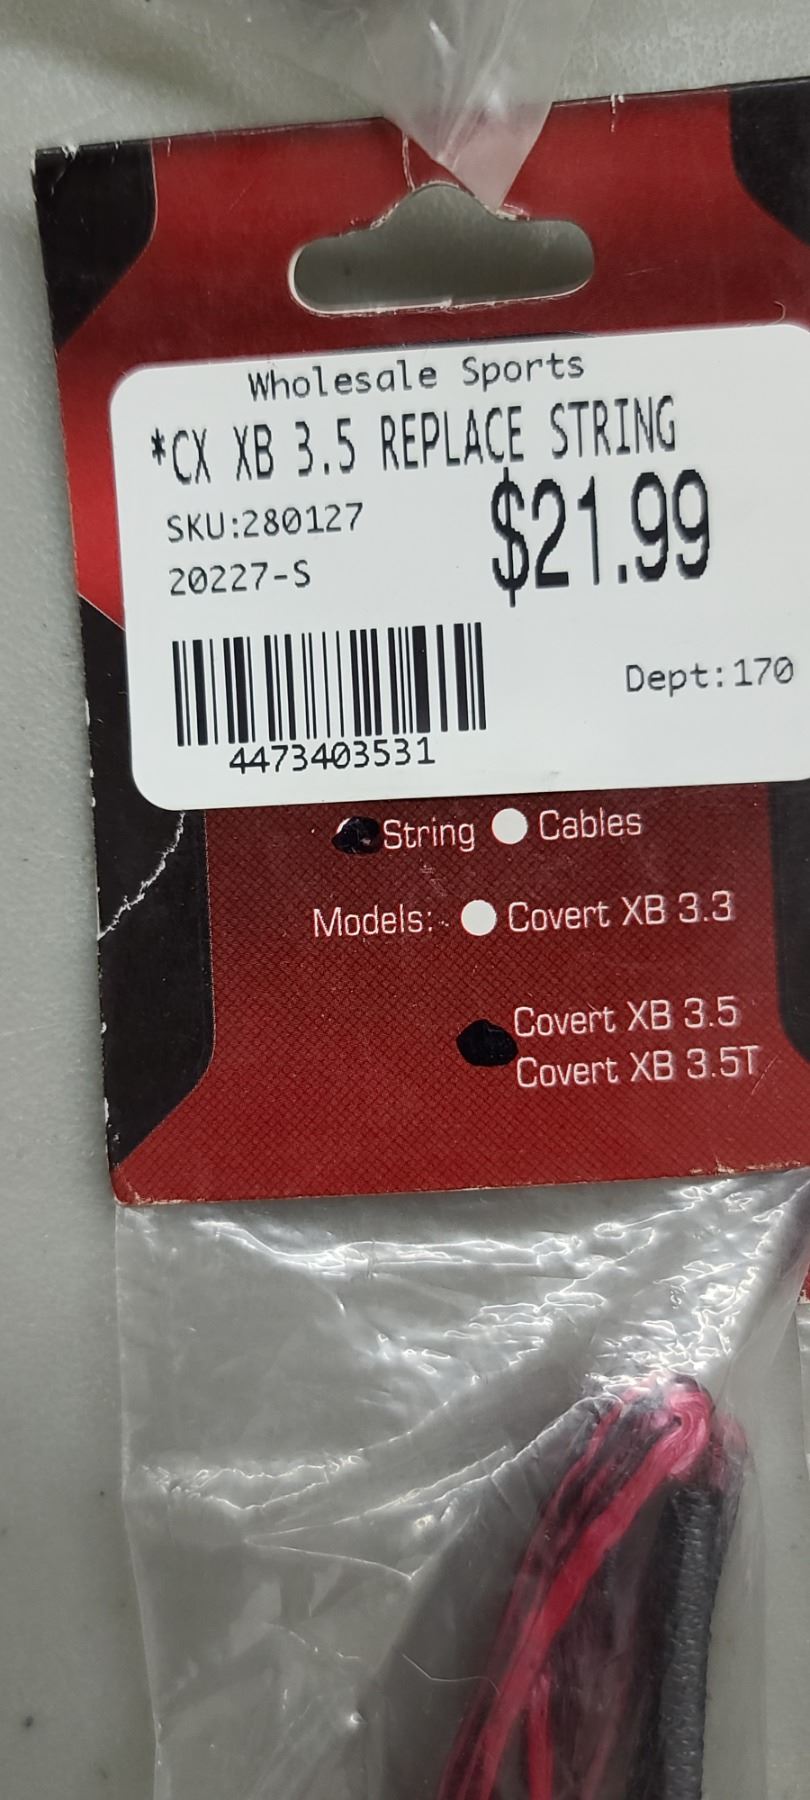 Wholesale Sports
*CX XB 3.5 REPLACE STRING
SKU:280127
$21.99
20227-S
Dept:170
4473403531
String Cables
Models: Covert XB 3.3
Covert XB 3.5
Covert XB 3.5T